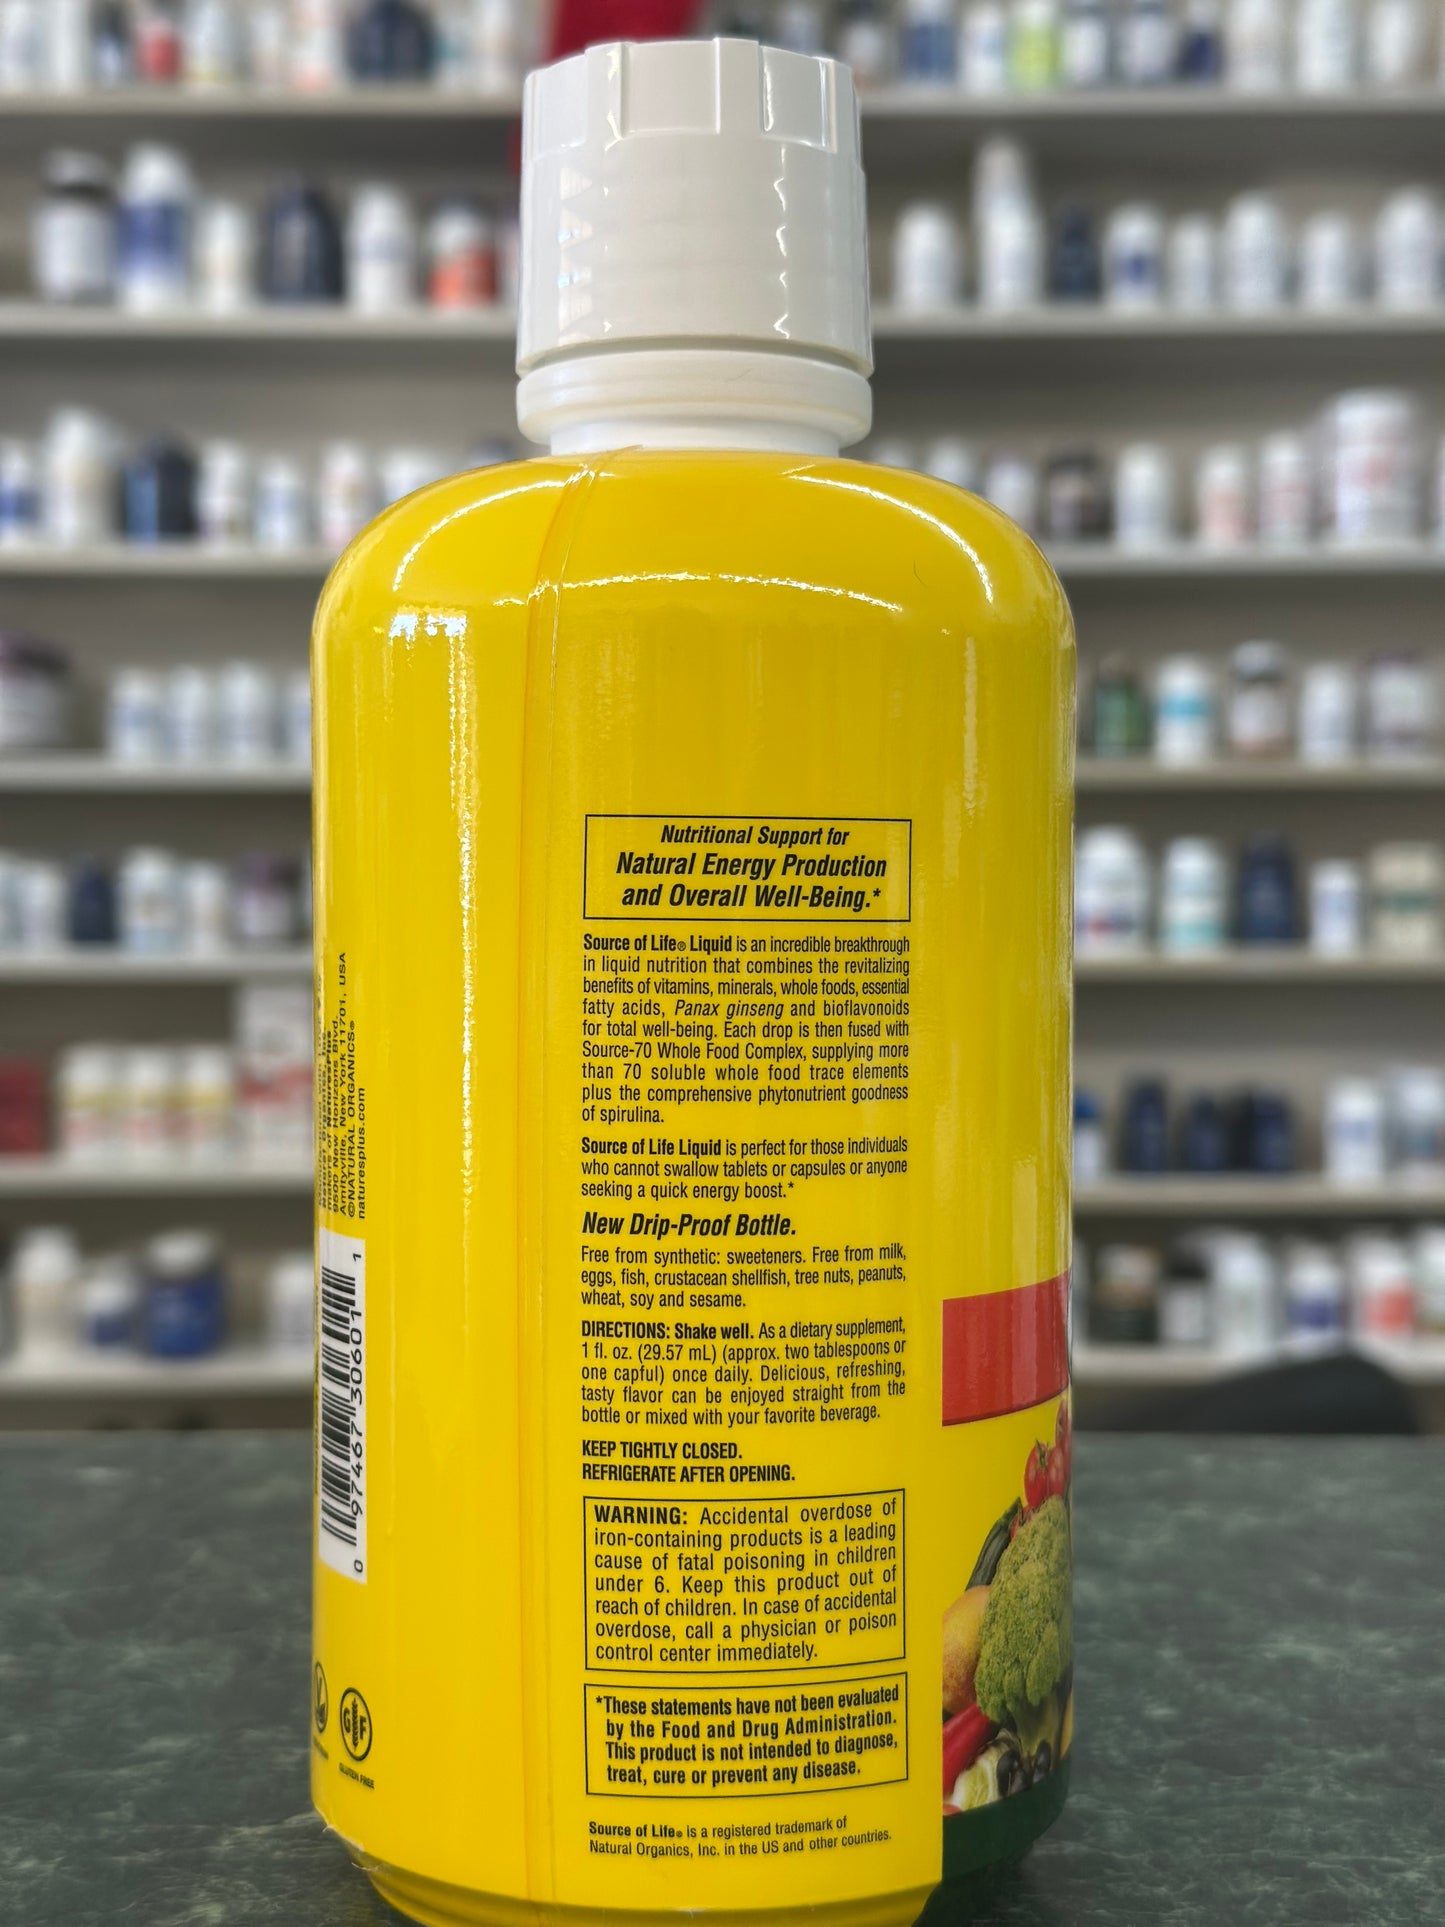 Nutritional Support for
Natural Energy Production
and Overall Well-Being.*
Source of Life® Liquid is an incredible breakthrough
in liquid nutrition that combines the revitalizing
benefits of vitamins, minerals, whole foods, essential
fatty acids, Panax ginseng and bioflavonoids
for total well-being. Each drop is then fused with
Source-70 Whole Food Complex, supplying more
than 70 soluble whole food trace elements
plus the comprehensive phytonutrient goodness
of spirulina.
Source of Life Liquid is perfect for those individuals
who cannot swallow tablets or capsules or anyone
seeking a quick energy boost.*
New Drip-Proof Bottle.
Free from synthetic: sweeteners. Free from milk,
eggs, fish, crustacean shellfish, tree nuts, peanuts,
wheat, soy and sesame.
DIRECTIONS: Shake well. As a dietary supplement,
1 fl. oz. (29.57 mL) (approx. two tablespoons or
one capful) once daily. Delicious, refreshing,
tasty flavor can be enjoyed straight from the
bottle or mixed with your favorite beverage.
KEEP TIGHTLY CLOSED.
REFRIGERATE AFTER OPENING.
WARNING: Accidental overdose of
iron-containing products is a leading
cause of fatal poisoning in children
under 6. Keep this product out of
reach of children. In case of accidental
overdose, call a physician or poison
control center immediately.
*These statements have not been evaluated
by the Food and Drug Administration.
This product is not intended to diagnose,
treat, cure or prevent any disease.
Source of Life® is a registered trademark of
Natural Organics, Inc. in the US and other countries.
makers of NaturesPlus
9500 New Horizons Blvd.
Amityville, New York 11701, USA
©NATURAL ORGANICS®
naturesplus.com
0 97467 30601 1
GF
GLUTEN FREE